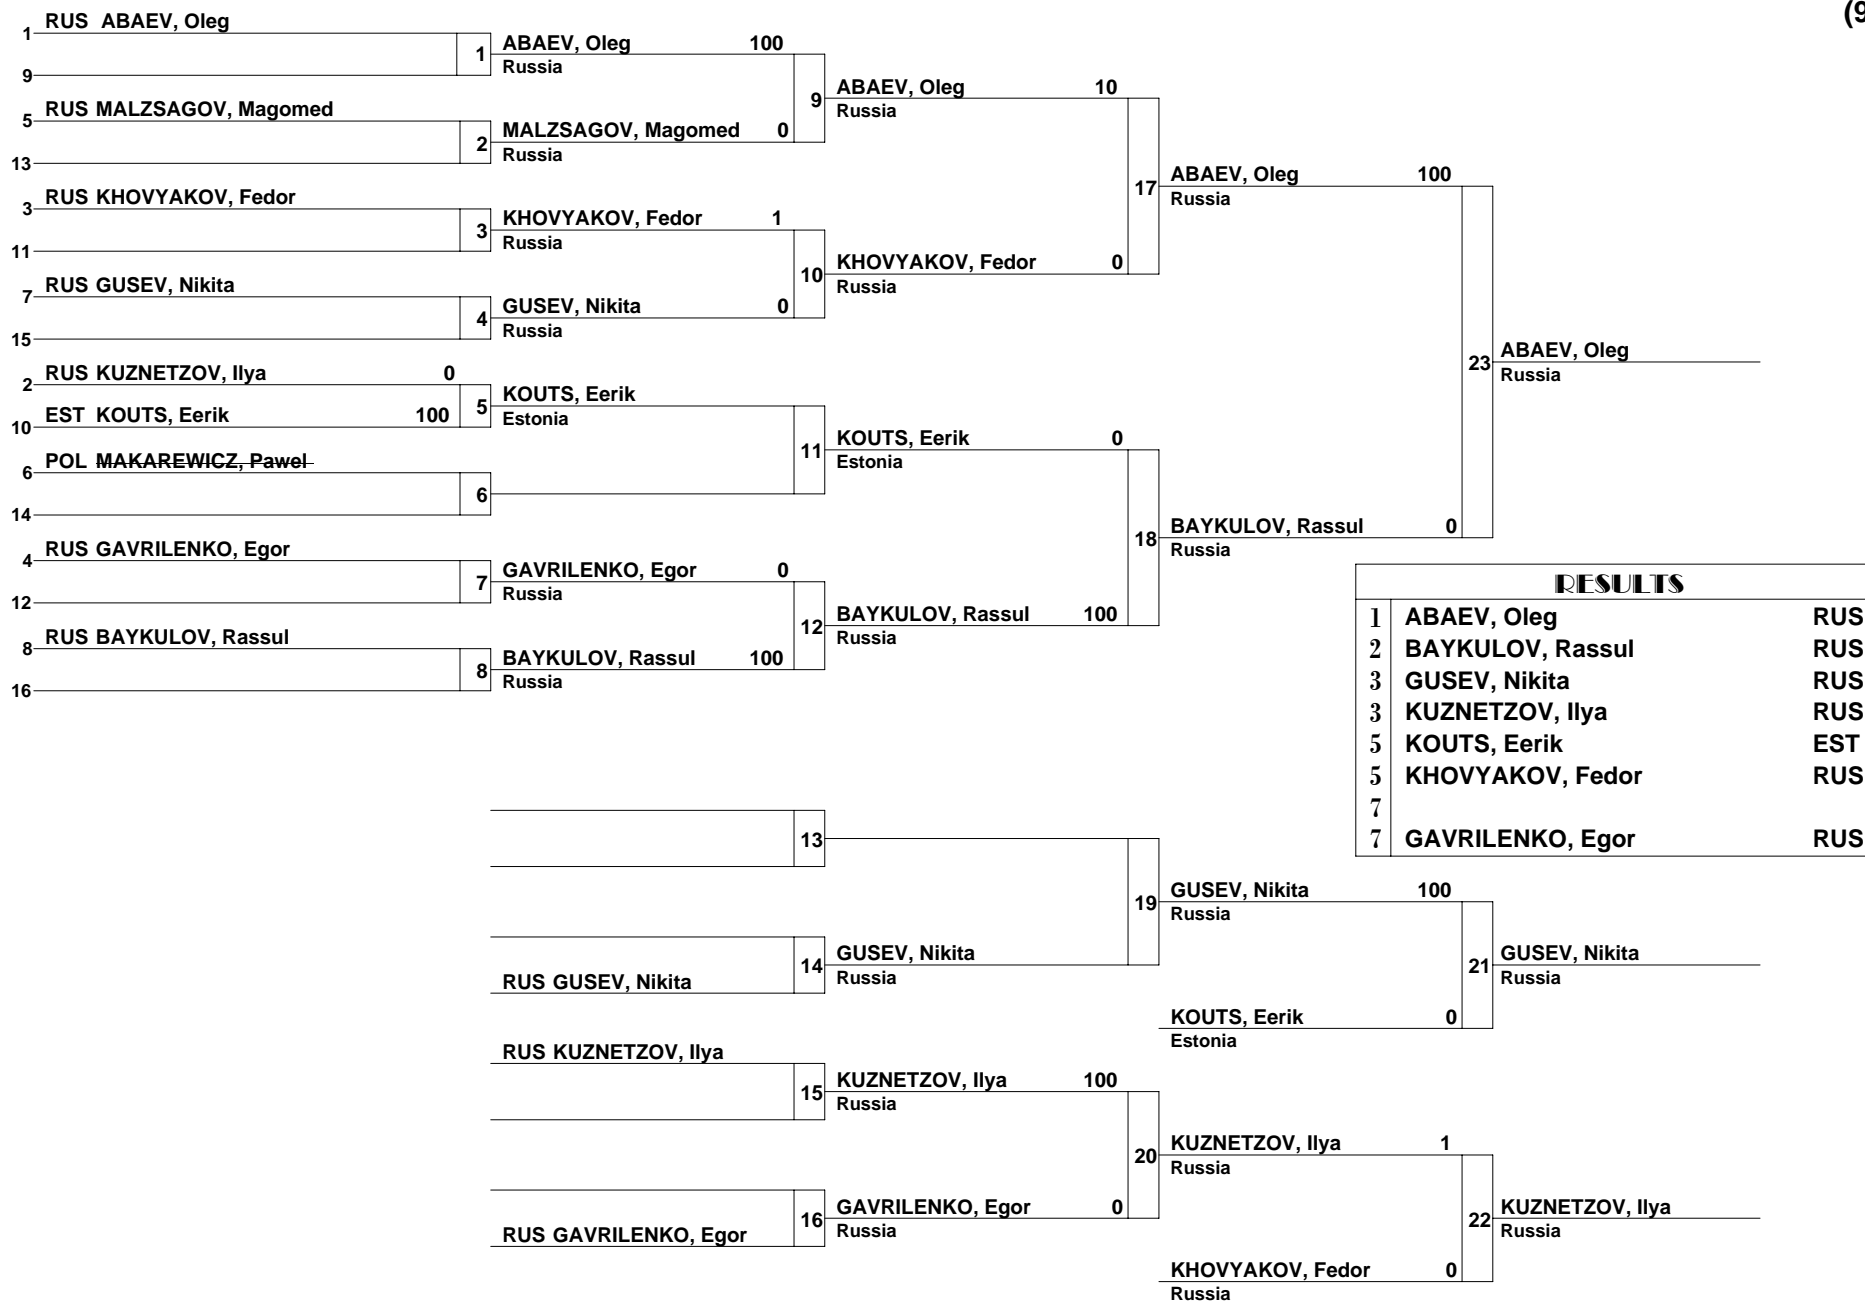 (9
1 RUS ABAEV, Oleg
9
1
5 RUS MALZSAGOV, Magomed
13
2
3 RUS KHOVYAKOV, Fedor
11
3
7 RUS GUSEV, Nikita
15
4
2 RUS KUZNETZOV, Ilya 0
10 EST KOUTS, Eerik 100
5
6 POL MAKAREWICZ, Pawel
14
6
4 RUS GAVRILENKO, Egor
12
7
8 RUS BAYKULOV, Rassul
16
8
ABAEV, Oleg 100
Russia
9
MALZSAGOV, Magomed 0
Russia
KHOVYAKOV, Fedor 1
Russia
10
GUSEV, Nikita 0
Russia
KOUTS, Eerik
Estonia
11
GAVRILENKO, Egor 0
Russia
12
BAYKULOV, Rassul 100
Russia
ABAEV, Oleg 10
Russia
17
KHOVYAKOV, Fedor 0
Russia
KOUTS, Eerik 0
Estonia
18
BAYKULOV, Rassul 100
Russia
ABAEV, Oleg 100
Russia
23
BAYKULOV, Rassul 0
Russia
ABAEV, Oleg
Russia
RESULTS
1 ABAEV, Oleg RUS
2 BAYKULOV, Rassul RUS
3 GUSEV, Nikita RUS
3 KUZNETZOV, Ilya RUS
5 KOUTS, Eerik EST
5 KHOVYAKOV, Fedor RUS
7
7 GAVRILENKO, Egor RUS
13
RUS GUSEV, Nikita
14
GUSEV, Nikita
Russia
19
GUSEV, Nikita 100
Russia
21
KOUTS, Eerik 0
Estonia
GUSEV, Nikita
Russia
RUS KUZNETZOV, Ilya
15
RUS GAVRILENKO, Egor
16
KUZNETZOV, Ilya 100
Russia
20
GAVRILENKO, Egor 0
Russia
KUZNETZOV, Ilya 1
Russia
22
KHOVYAKOV, Fedor 0
Russia
KUZNETZOV, Ilya
Russia